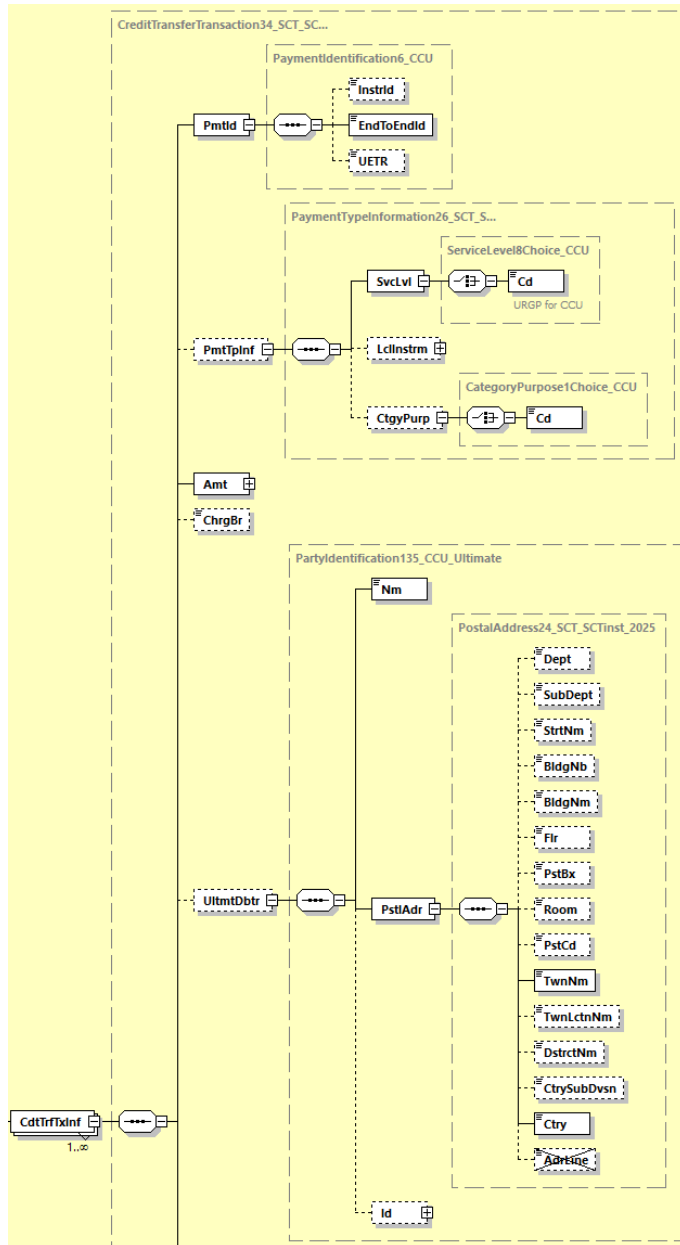 CreditTransferTransaction34_SCT_SC...
PaymentIdentification6_CCU
InstrId
PmtId
EndToEndId
UETR
PaymentTypeInformation26_SCT_S...
ServiceLevel8Choice_CCU
SvcLvl
Cd
URGP for CCU
PmtTpInf
LclInstrm
CategoryPurpose1Choice_CCU
CtgyPurp
Cd
Amt
ChrgBr
PartyIdentification135_CCU_Ultimate
Nm
PostalAddress24_SCT_SCTinst_2025
Dept
SubDept
StrtNm
BldgNb
BldgNm
Flr
PstBx
UltmtDbtr
PstlAdr
Room
PstCd
TwnNm
TwnLctnNm
DstrctNm
CtrySubDvsn
CdtTrfTxInf
Ctry
1..∞
AdrLine
Id